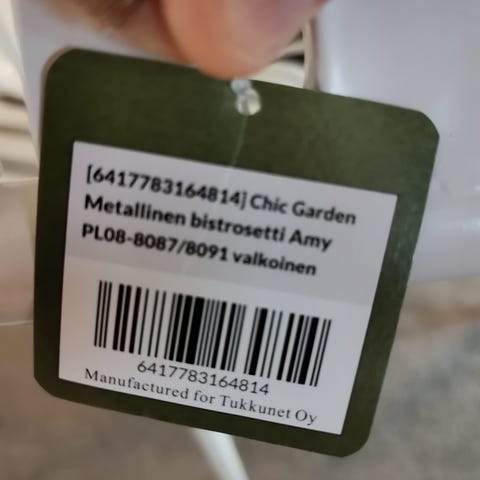 [6417783164814] Chic Garden
Metallinen bistrosetti Amy
PL08-8087/8091 valkoinen
6417783164814
Manufactured for Tukkunet Oy